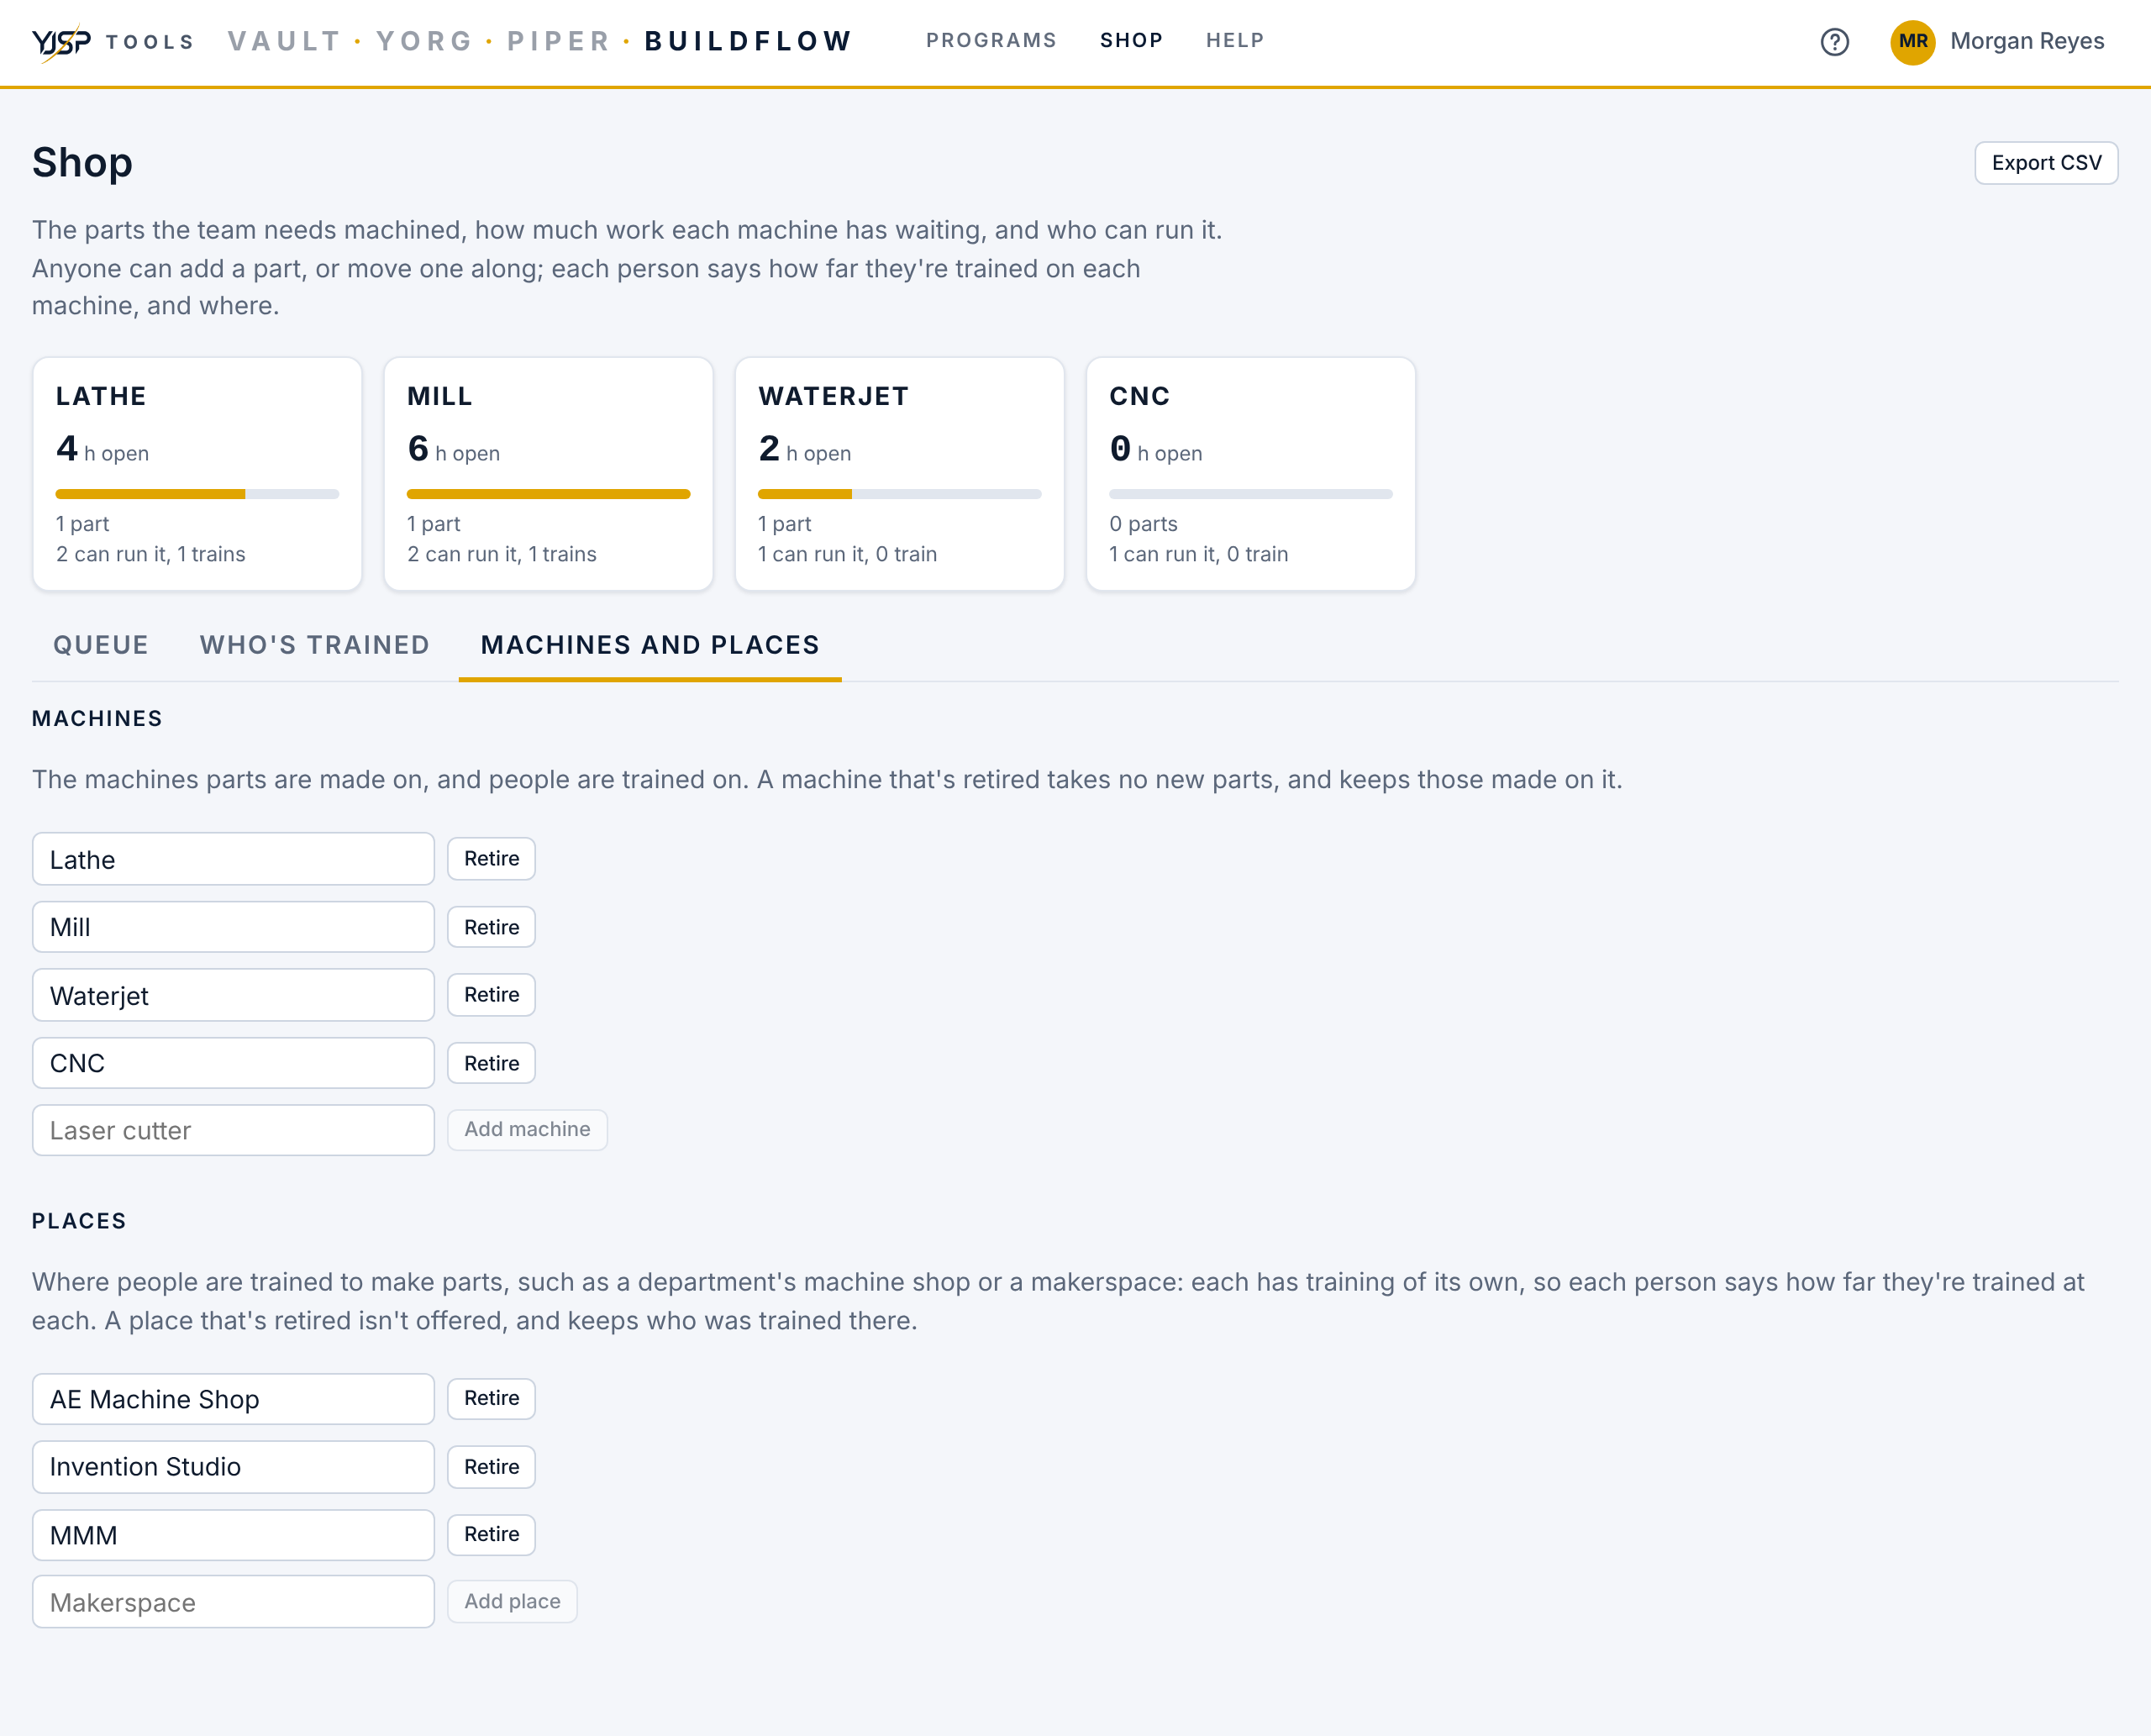 YJSP TOOLS VAULT · YORG · PIPER · BUILDFLOW PROGRAMS SHOP HELP ? MR Morgan Reyes
Shop
Export CSV
The parts the team needs machined, how much work each machine has waiting, and who can run it.
Anyone can add a part, or move one along; each person says how far they're trained on each
machine, and where.
LATHE
4 h open
1 part
2 can run it, 1 trains
MILL
6 h open
1 part
2 can run it, 1 trains
WATERJET
2 h open
1 part
1 can run it, 0 train
CNC
0 h open
0 parts
1 can run it, 0 train
QUEUE WHO'S TRAINED MACHINES AND PLACES
MACHINES
The machines parts are made on, and people are trained on. A machine that's retired takes no new parts, and keeps those made on it.
Lathe Retire
Mill Retire
Waterjet Retire
CNC Retire
Laser cutter Add machine
PLACES
Where people are trained to make parts, such as a department's machine shop or a makerspace: each has training of its own, so each person says how far they're trained at
each. A place that's retired isn't offered, and keeps who was trained there.
AE Machine Shop Retire
Invention Studio Retire
MMM Retire
Makerspace Add place